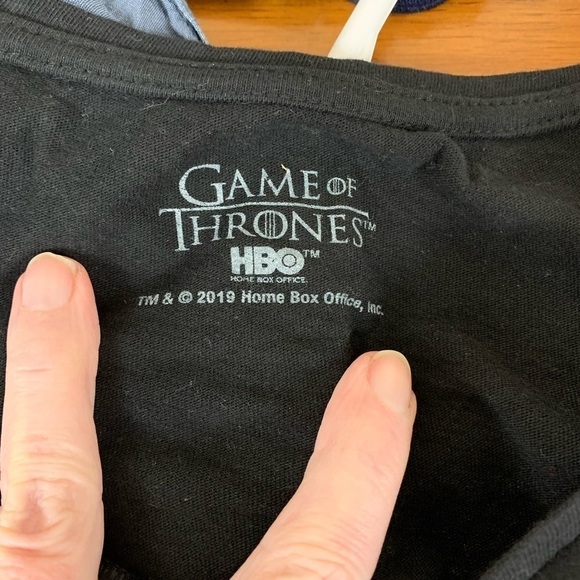 GAME OF
THRONES™
HBO™
HOME BOX OFFICE
TM & © 2019 Home Box Office, Inc.